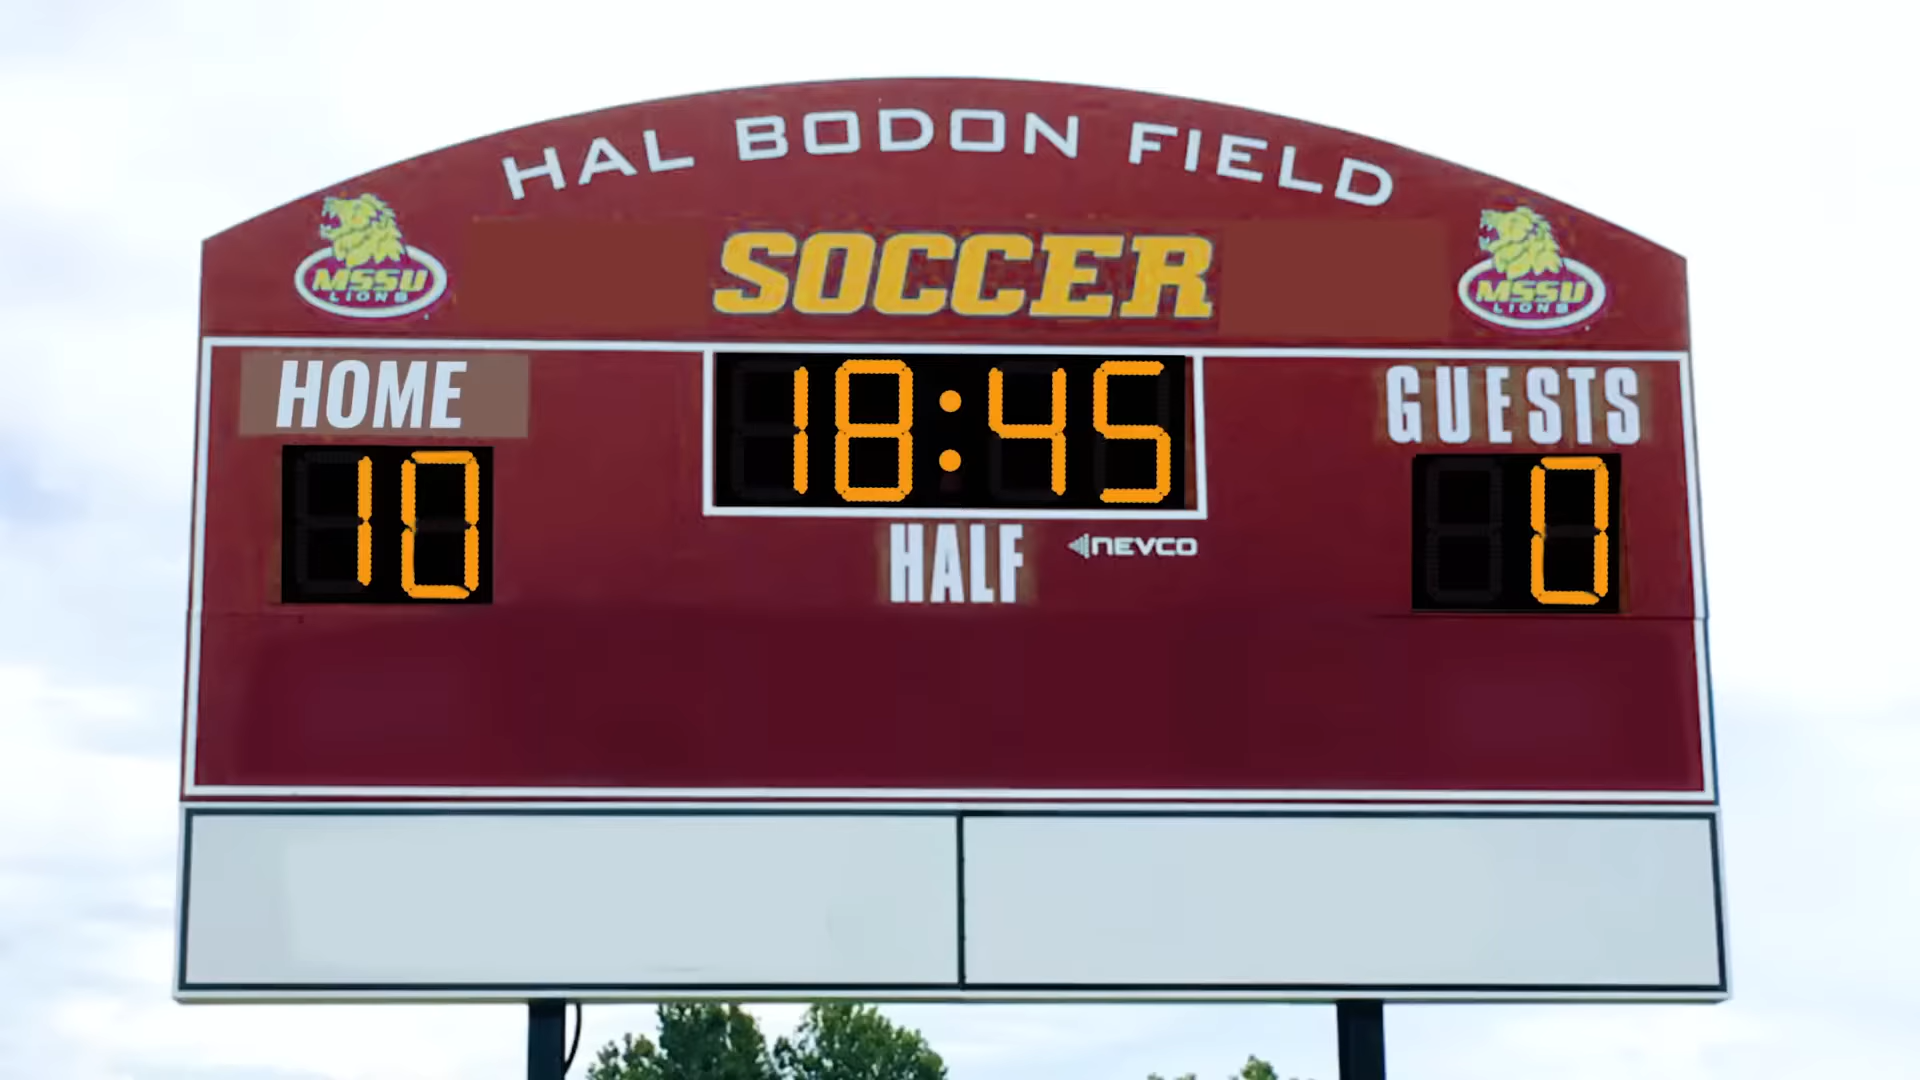 HAL BODON FIELD
SOCCER
MSSU
LIONS
MSSU
LIONS
HOME
18:45
GUESTS
10
0
HALF
NEVCO